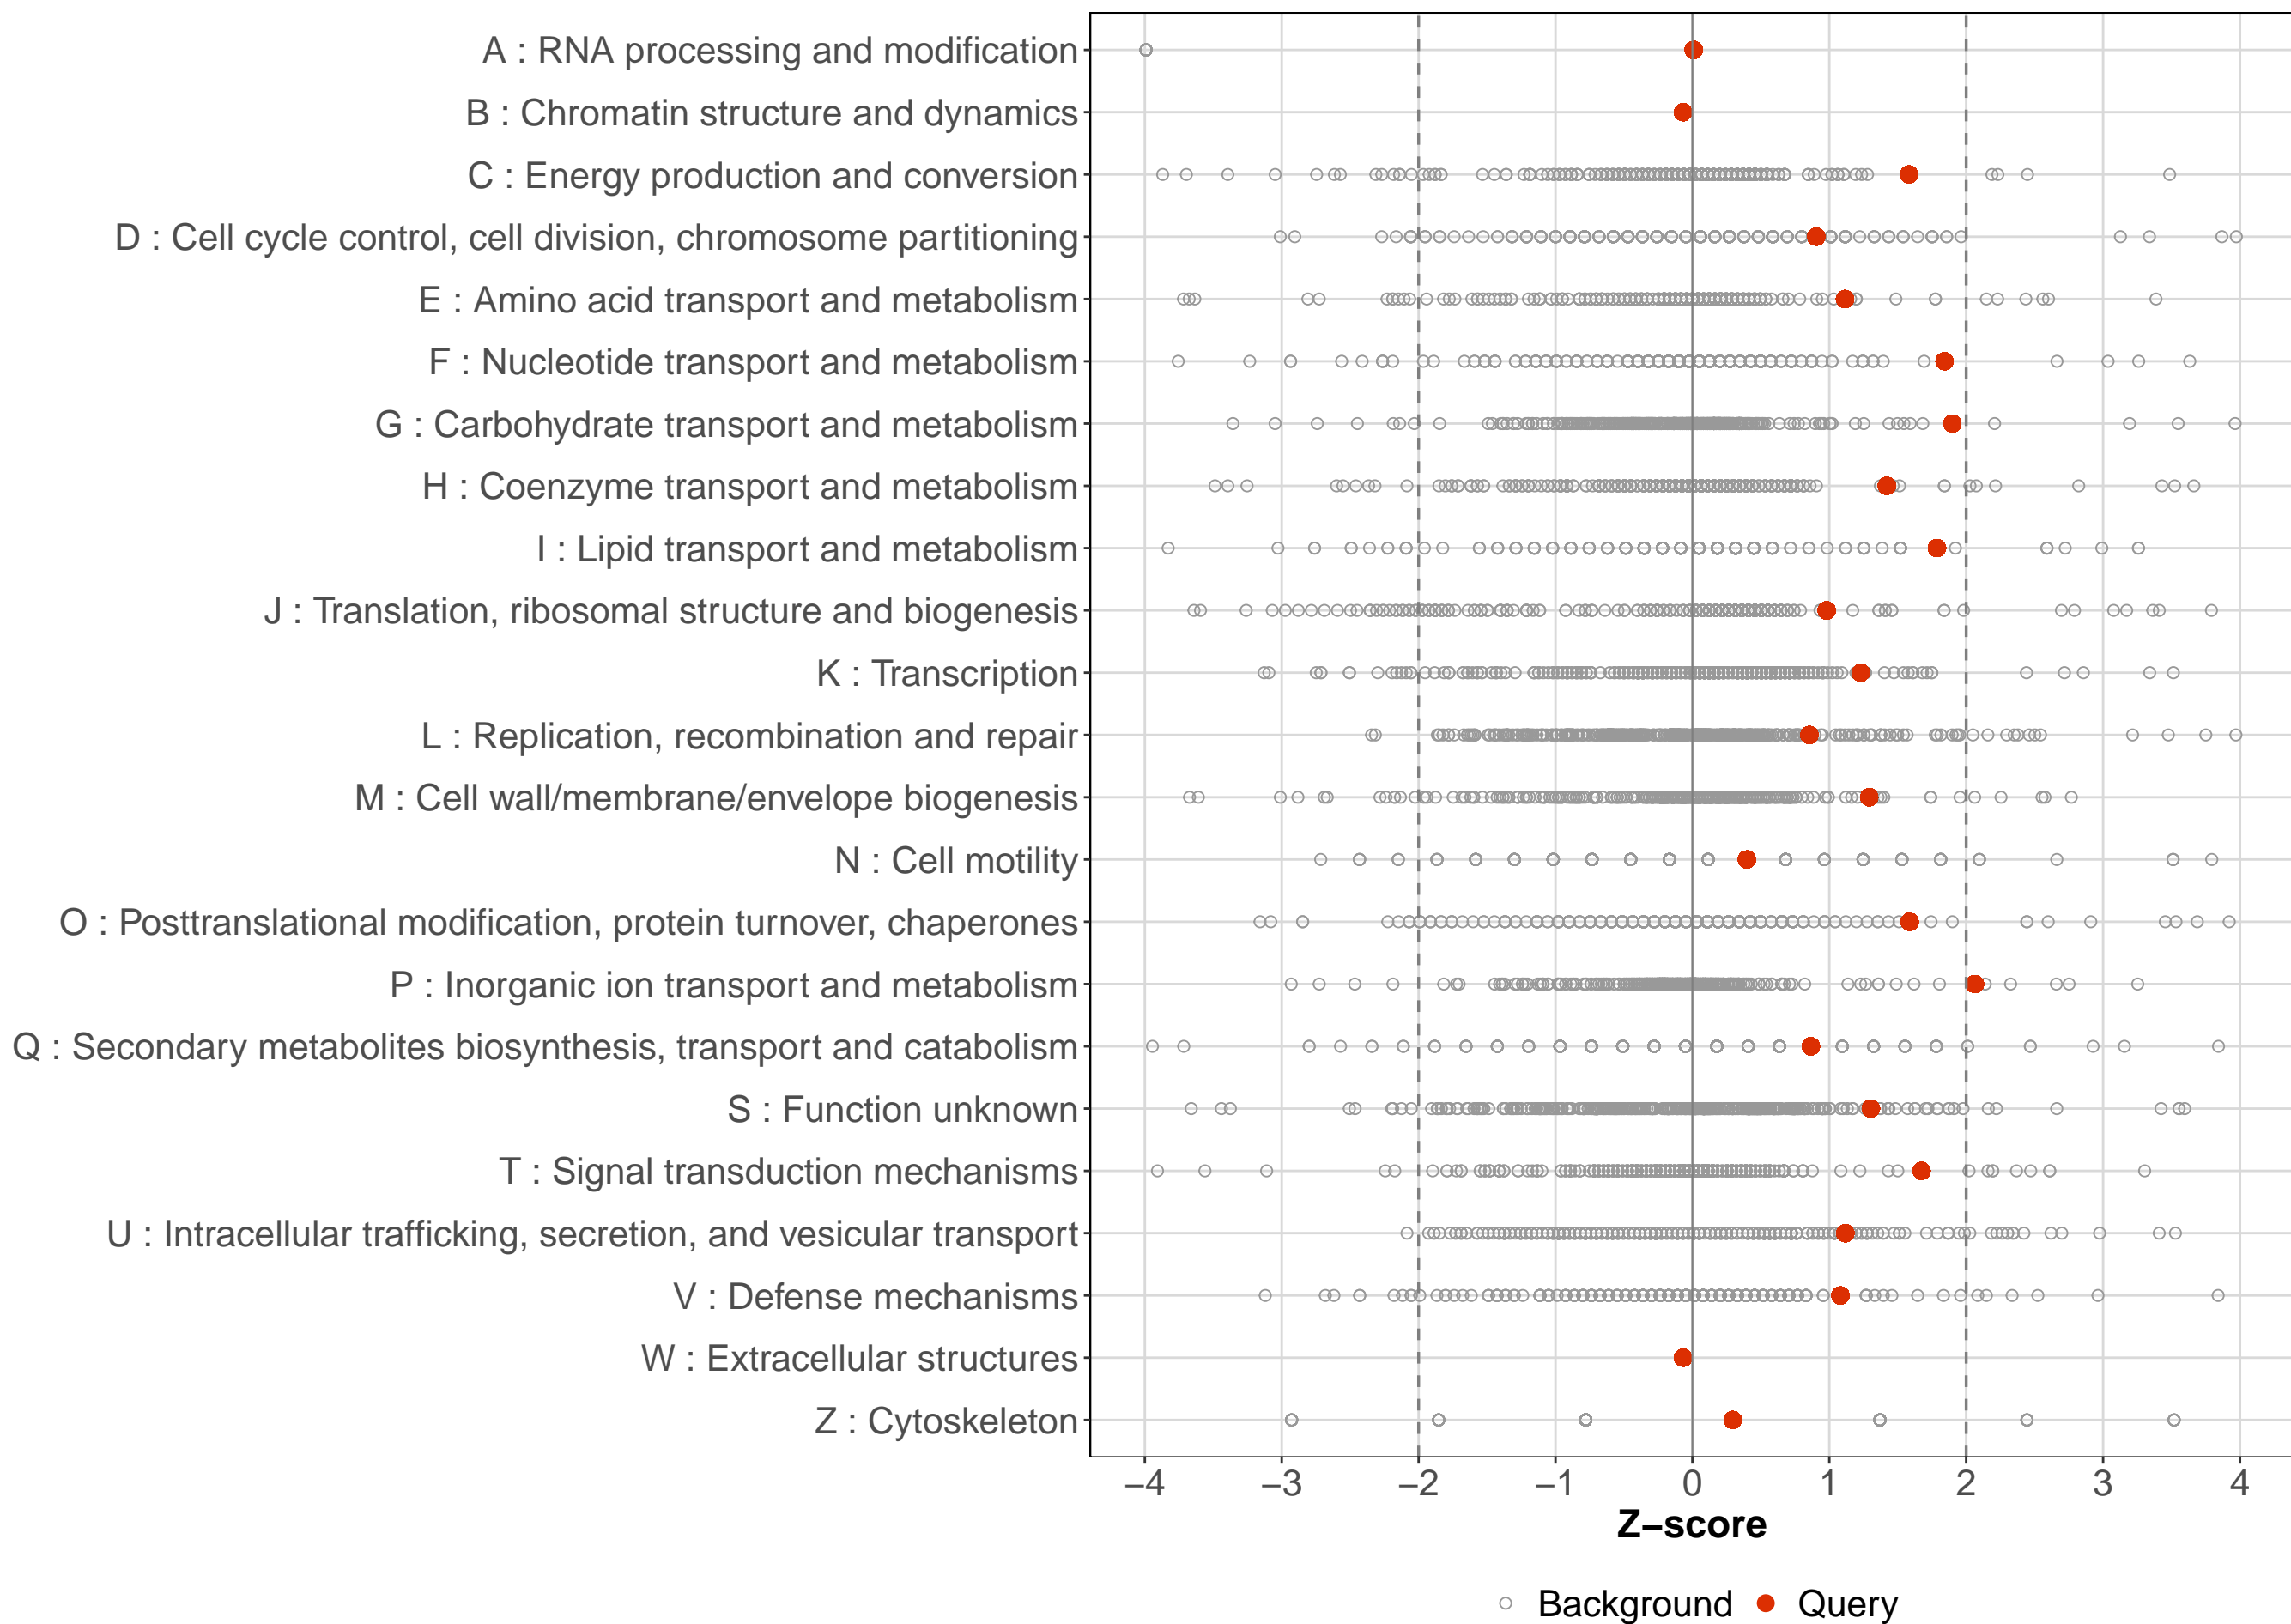 A : RNA processing and modification
B : Chromatin structure and dynamics
C : Energy production and conversion
D : Cell cycle control, cell division, chromosome partitioning
E : Amino acid transport and metabolism
F : Nucleotide transport and metabolism
G : Carbohydrate transport and metabolism
H : Coenzyme transport and metabolism
I : Lipid transport and metabolism
J : Translation, ribosomal structure and biogenesis
K : Transcription
L : Replication, recombination and repair
M : Cell wall/membrane/envelope biogenesis
N : Cell motility
O : Posttranslational modification, protein turnover, chaperones
P : Inorganic ion transport and metabolism
Q : Secondary metabolites biosynthesis, transport and catabolism
S : Function unknown
T : Signal transduction mechanisms
U : Intracellular trafficking, secretion, and vesicular transport
V : Defense mechanisms
W : Extracellular structures
Z : Cytoskeleton
−4 −3 −2 −1 0 1 2 3 4
Z−score
Background Query